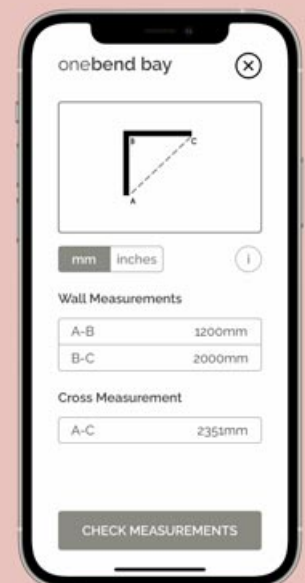 onebend bay
B
C
A
mm inches
i
Wall Measurements
A-B 1200mm
B-C 2000mm
Cross Measurement
A-C 2351mm
CHECK MEASUREMENTS